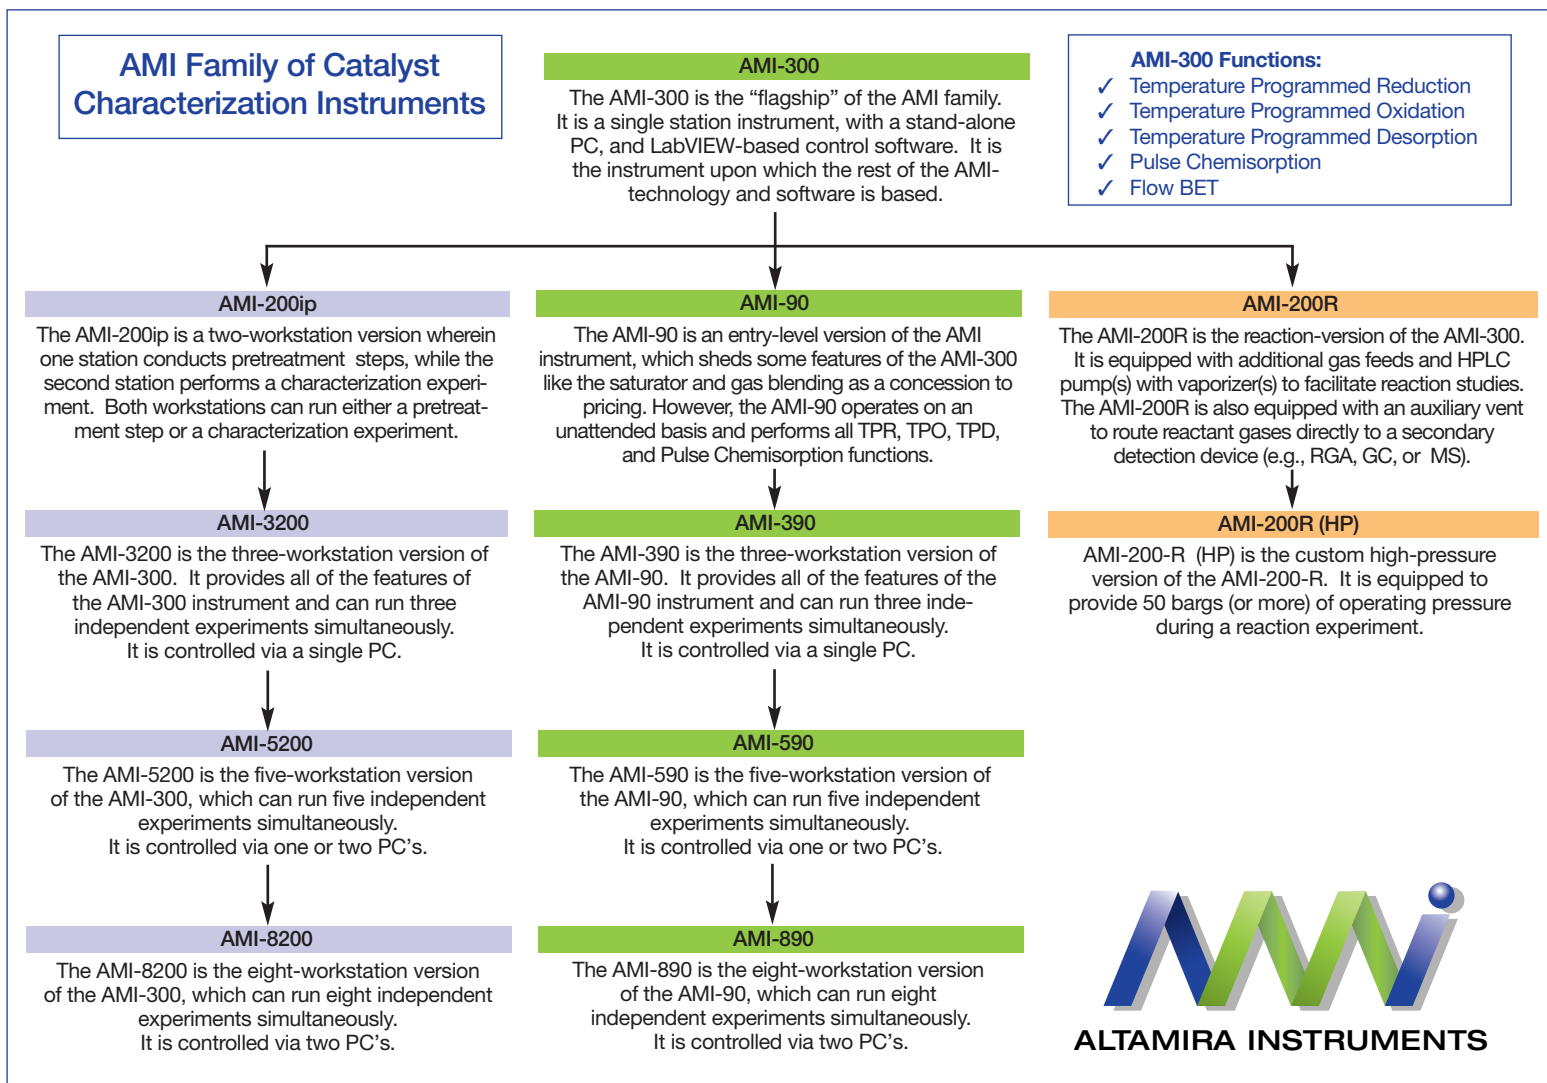 AMI Family of Catalyst
Characterization Instruments
AMI-300
The AMI-300 is the “flagship” of the AMI family.
It is a single station instrument, with a stand-alone
PC, and LabVIEW-based control software. It is
the instrument upon which the rest of the AMI-
technology and software is based.
AMI-300 Functions:
✓ Temperature Programmed Reduction
✓ Temperature Programmed Oxidation
✓ Temperature Programmed Desorption
✓ Pulse Chemisorption
✓ Flow BET
AMI-200ip
The AMI-200ip is a two-workstation version wherein
one station conducts pretreatment steps, while the
second station performs a characterization experi-
ment. Both workstations can run either a pretreat-
ment step or a characterization experiment.
AMI-3200
The AMI-3200 is the three-workstation version of
the AMI-300. It provides all of the features of
the AMI-300 instrument and can run three
independent experiments simultaneously.
It is controlled via a single PC.
AMI-5200
The AMI-5200 is the five-workstation version
of the AMI-300, which can run five independent
experiments simultaneously.
It is controlled via one or two PC’s.
AMI-8200
The AMI-8200 is the eight-workstation version
of the AMI-300, which can run eight independent
experiments simultaneously.
It is controlled via two PC’s.
AMI-90
The AMI-90 is an entry-level version of the AMI
instrument, which sheds some features of the AMI-300
like the saturator and gas blending as a concession to
pricing. However, the AMI-90 operates on an
unattended basis and performs all TPR, TPO, TPD,
and Pulse Chemisorption functions.
AMI-390
The AMI-390 is the three-workstation version of
the AMI-90. It provides all of the features of the
AMI-90 instrument and can run three inde-
pendent experiments simultaneously.
It is controlled via a single PC.
AMI-590
The AMI-590 is the five-workstation version of
the AMI-90, which can run five independent
experiments simultaneously.
It is controlled via one or two PC’s.
AMI-890
The AMI-890 is the eight-workstation version
of the AMI-90, which can run eight
independent experiments simultaneously.
It is controlled via two PC’s.
AMI-200R
The AMI-200R is the reaction-version of the AMI-300.
It is equipped with additional gas feeds and HPLC
pump(s) with vaporizer(s) to facilitate reaction studies.
The AMI-200R is also equipped with an auxiliary vent
to route reactant gases directly to a secondary
detection device (e.g., RGA, GC, or MS).
AMI-200R (HP)
AMI-200-R (HP) is the custom high-pressure
version of the AMI-200-R. It is equipped to
provide 50 bargs (or more) of operating pressure
during a reaction experiment.
AMi
ALTAMIRA INSTRUMENTS